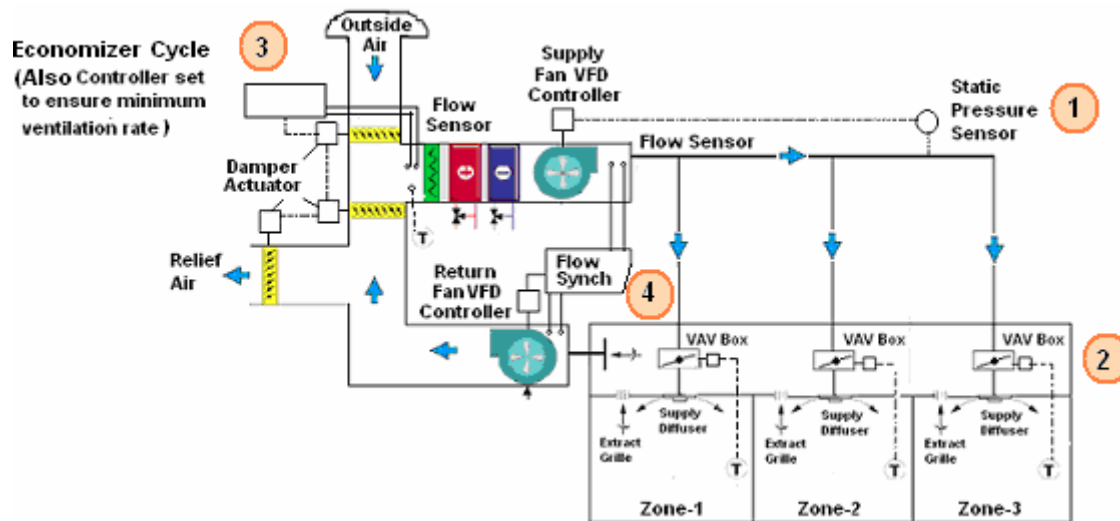 Economizer Cycle
(Also Controller set
to ensure minimum
ventilation rate)
3
Outside
Air
Flow
Sensor
Supply
Fan VFD
Controller
Flow Sensor
Static
Pressure
Sensor
1
Damper
Actuator
T
Relief
Air
Return
Fan VFD
Controller
Flow
Synch
4
VAV Box
VAV Box
VAV Box
2
Supply
Diffuser
Supply
Diffuser
Supply
Diffuser
Extract
Grille
Extract
Grille
Extract
Grille
T
T
T
Zone-1
Zone-2
Zone-3